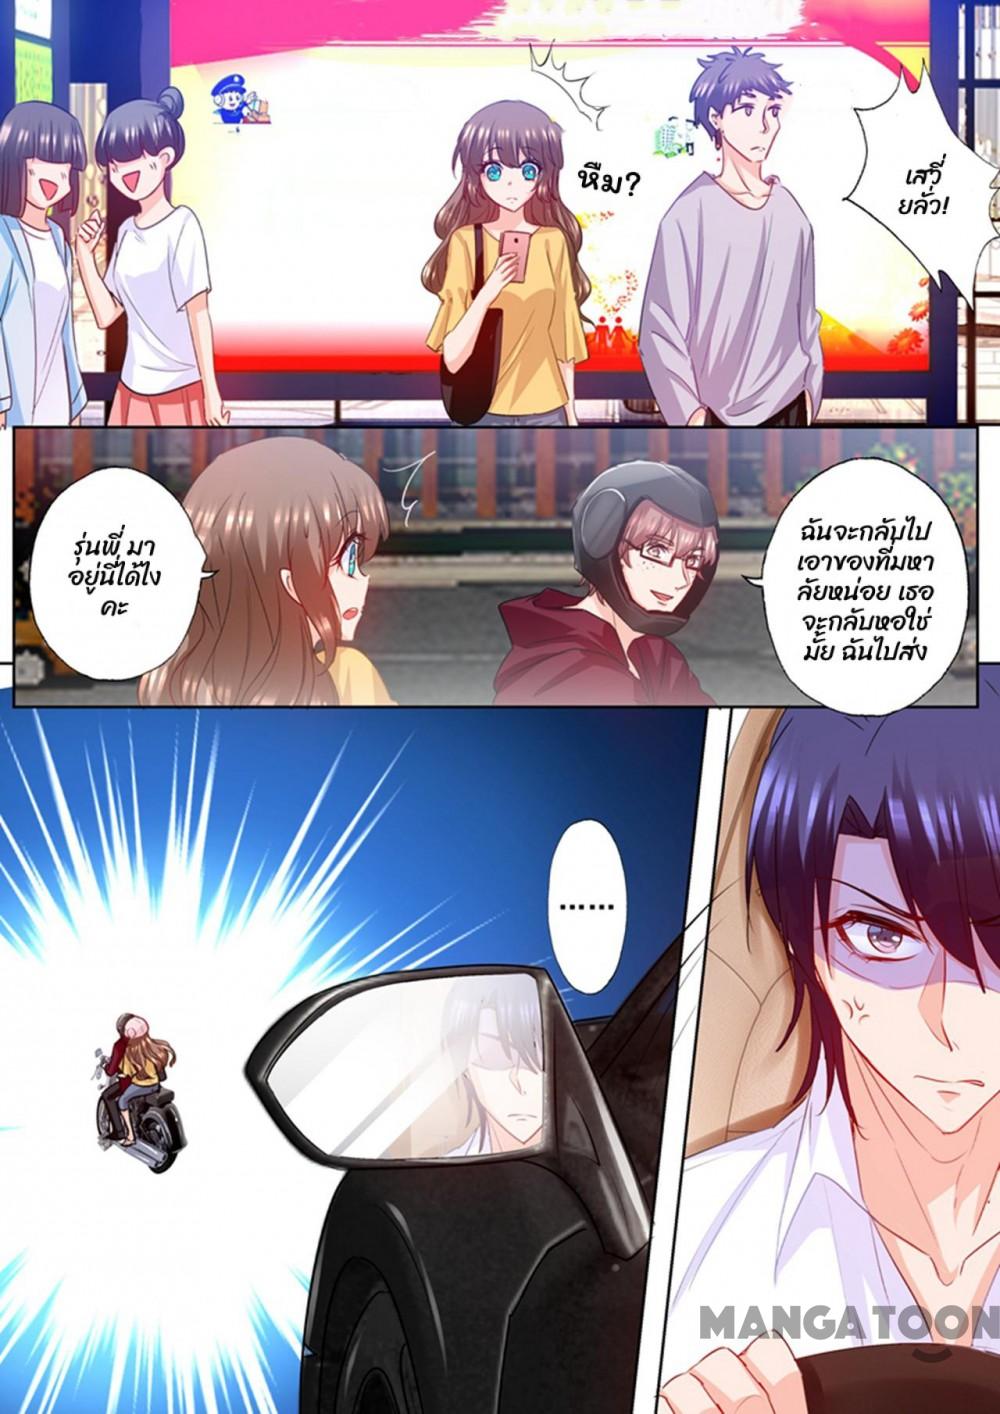 เสวี่
ยลั่ว!
หืม?
รุ่นพี่ มา
อยู่นี่ได้ไง
คะ
ฉันจะกลับไป
เอาของที่มหา
ลัยหน่อย เธอ
จะกลับหอใช่
มั้ย ฉันไปส่ง
......
MANGATOON